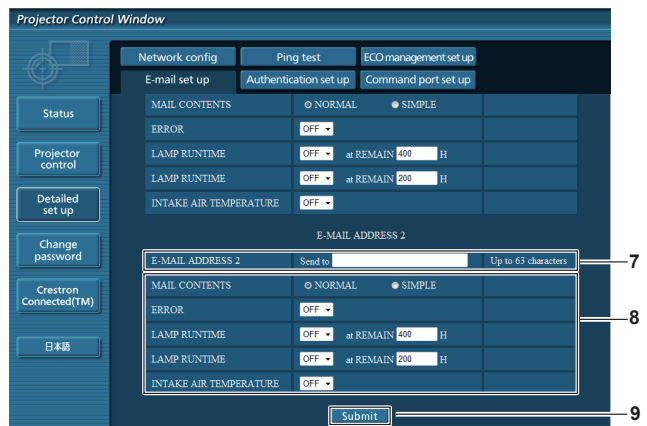 Projector Control Window
Network config Ping test ECO management set up
E-mail set up Authentication set up Command port set up
Status
Projector control
Detailed set up
Change password
Crestron Connected(TM)
日本語
MAIL CONTENTS NORMAL SIMPLE
ERROR OFF
LAMP RUNTIME OFF at REMAIN 400 H
LAMP RUNTIME OFF at REMAIN 200 H
INTAKE AIR TEMPERATURE OFF
E-MAIL ADDRESS 2
E-MAIL ADDRESS 2 Send to Up to 63 characters 7
MAIL CONTENTS NORMAL SIMPLE
ERROR OFF
8
LAMP RUNTIME OFF at REMAIN 400 H
LAMP RUNTIME OFF at REMAIN 200 H
INTAKE AIR TEMPERATURE OFF
Submit 9